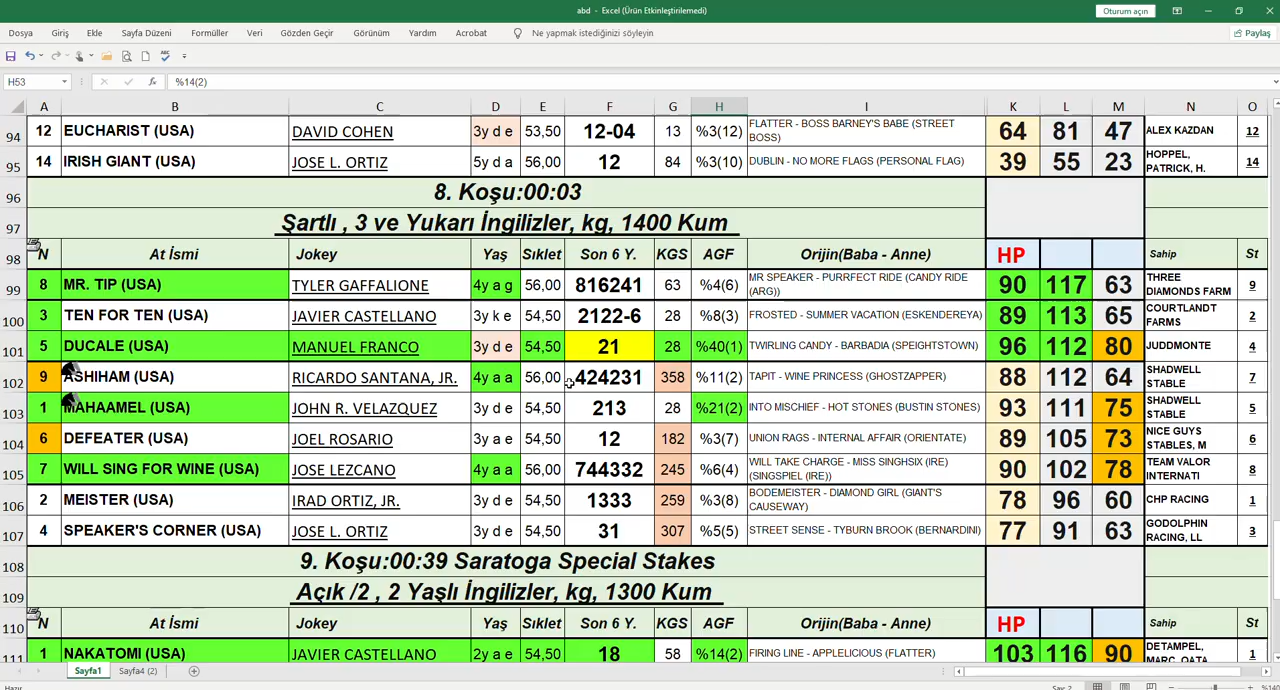 abd - Excel (Ürün Etkinleştirilemedi)
Oturum açın
Dosya Giriş Ekle Sayfa Düzeni Formüller Veri Gözden Geçir Görünüm Yardım Acrobat Ne yapmak istediğinizi söyleyin Paylaş
H53 fx %14(2)
A B C D E F G H I K L M N O
94 12 EUCHARIST (USA) DAVID COHEN 3y d e 53,50 12-04 13 %3(12) FLATTER - BOSS BARNEY'S BABE (STREET BOSS) 64 81 47 ALEX KAZDAN 12
95 14 IRISH GIANT (USA) JOSE L. ORTIZ 5y d a 56,00 12 84 %3(10) DUBLIN - NO MORE FLAGS (PERSONAL FLAG) 39 55 23 HOPPEL, PATRICK, H. 14
96 8. Koşu:00:03
97 Şartlı , 3 ve Yukarı İngilizler, kg, 1400 Kum
98 N At İsmi Jokey Yaş Sıklet Son 6 Y. KGS AGF Orijin(Baba - Anne) HP Sahip St
99 8 MR. TIP (USA) TYLER GAFFALIONE 4y a g 56,00 816241 63 %4(6) MR SPEAKER - PURRFECT RIDE (CANDY RIDE (ARG)) 90 117 63 THREE DIAMONDS FARM 9
100 3 TEN FOR TEN (USA) JAVIER CASTELLANO 3y k e 54,50 2122-6 28 %8(3) FROSTED - SUMMER VACATION (ESKENDEREYA) 89 113 65 COURTLANDT FARMS 2
101 5 DUCALE (USA) MANUEL FRANCO 3y d e 54,50 21 28 %40(1) TWIRLING CANDY - BARBADIA (SPEIGHTSTOWN) 96 112 80 JUDDMONTE 4
102 9 ASHIHAM (USA) RICARDO SANTANA, JR. 4y a a 56,00 424231 358 %11(2) TAPIT - WINE PRINCESS (GHOSTZAPPER) 88 112 64 SHADWELL STABLE 7
103 1 MAHAAMEL (USA) JOHN R. VELAZQUEZ 3y d e 54,50 213 28 %21(2) INTO MISCHIEF - HOT STONES (BUSTIN STONES) 93 111 75 SHADWELL STABLE 5
104 6 DEFEATER (USA) JOEL ROSARIO 3y a e 54,50 12 182 %3(7) UNION RAGS - INTERNAL AFFAIR (ORIENTATE) 89 105 73 NICE GUYS STABLES, M 6
105 7 WILL SING FOR WINE (USA) JOSE LEZCANO 4y a a 56,00 744332 245 %6(4) WILL TAKE CHARGE - MISS SINGHSIX (IRE) (SINGSPIEL (IRE)) 90 102 78 TEAM VALOR INTERNATI 8
106 2 MEISTER (USA) IRAD ORTIZ, JR. 3y d e 54,50 1333 259 %3(8) BODEMEISTER - DIAMOND GIRL (GIANT'S CAUSEWAY) 78 96 60 CHP RACING 1
107 4 SPEAKER'S CORNER (USA) JOSE L. ORTIZ 3y d e 54,50 31 307 %5(5) STREET SENSE - TYBURN BROOK (BERNARDINI) 77 91 63 GODOLPHIN RACING, LL 3
108 9. Koşu:00:39 Saratoga Special Stakes
109 Açık /2 , 2 Yaşlı İngilizler, kg, 1300 Kum
110 N At İsmi Jokey Yaş Sıklet Son 6 Y. KGS AGF Orijin(Baba - Anne) HP Sahip St
111 1 NAKATOMI (USA) JAVIER CASTELLANO 2y a e 54,50 18 58 %14(2) FIRING LINE - APPLELICIOUS (FLATTER) 103 116 90 DETAMPEL, 1
Sayfa1 Sayfa4 (2)